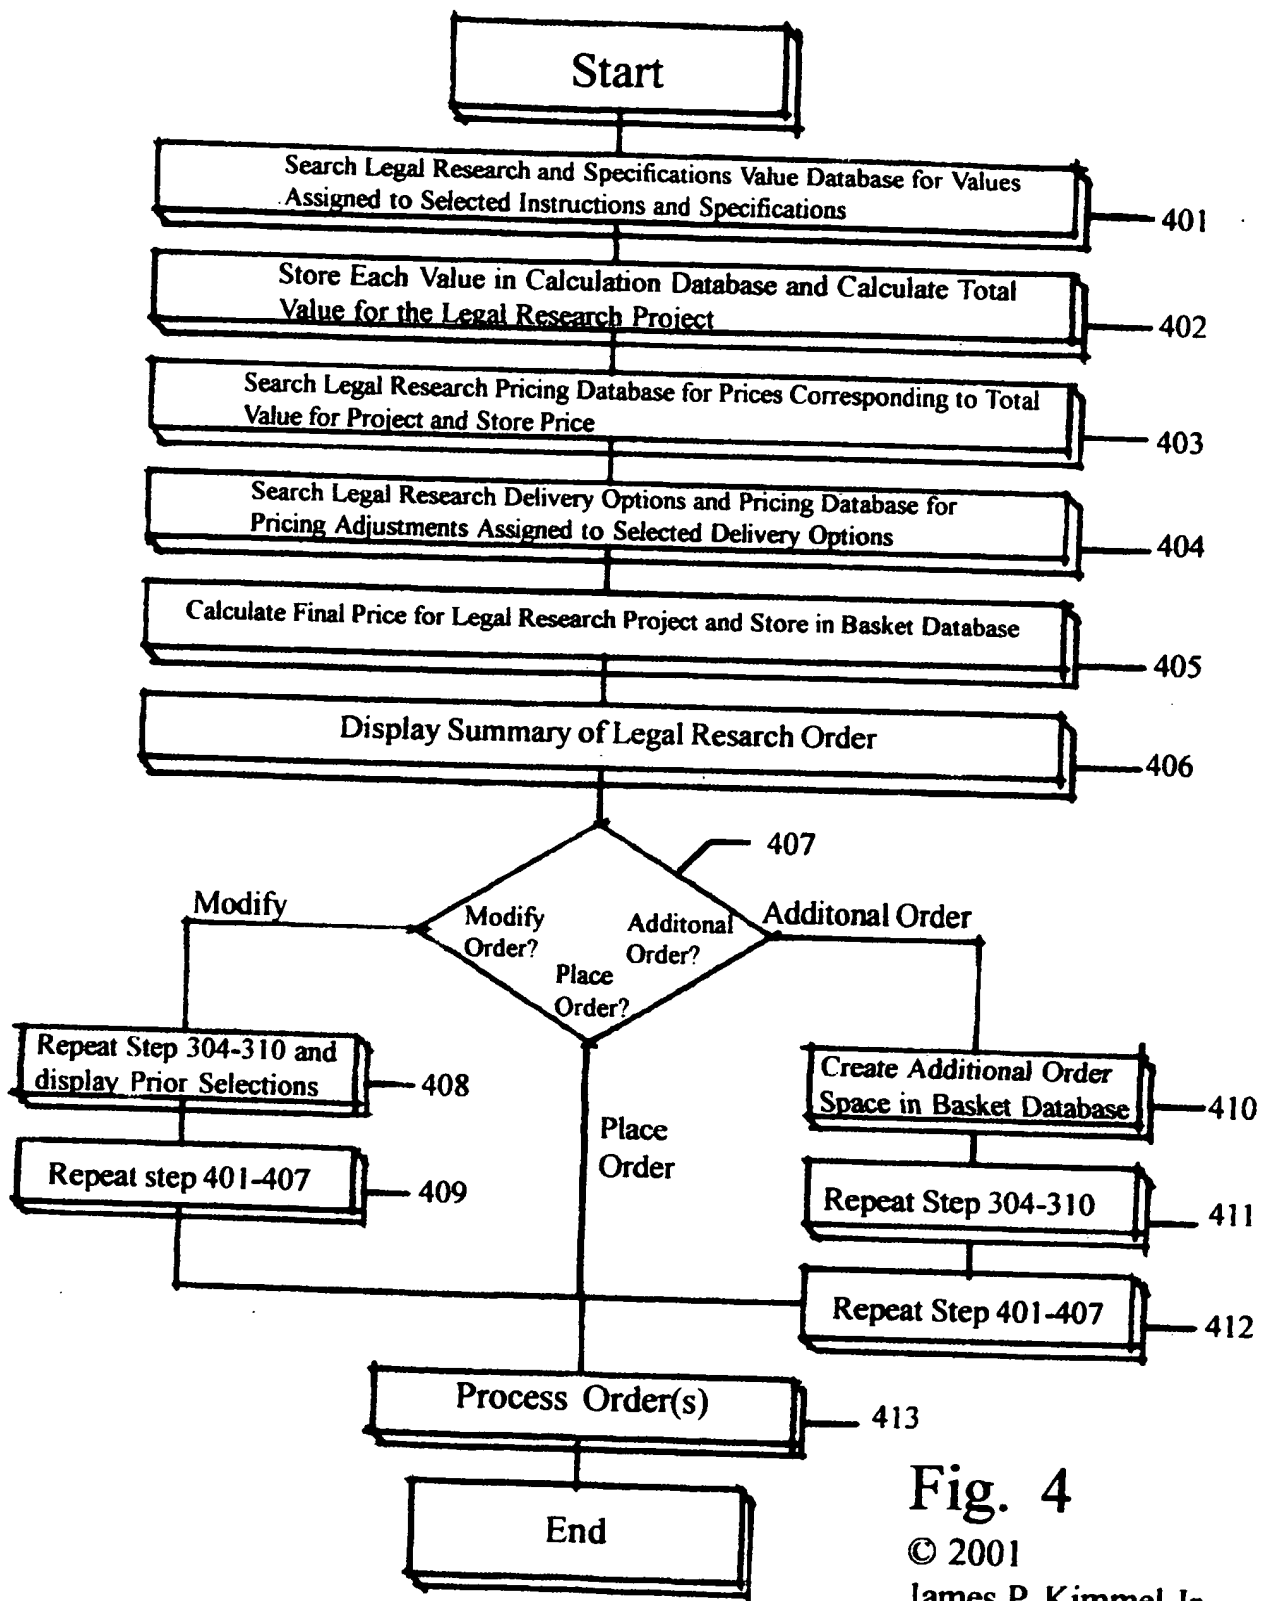 Start
Search Legal Research and Specifications Value Database for Values
Assigned to Selected Instructions and Specifications
401
Store Each Value in Calculation Database and Calculate Total
Value for the Legal Research Project
402
Search Legal Research Pricing Database for Prices Corresponding to Total
Value for Project and Store Price
403
Search Legal Research Delivery Options and Pricing Database for
Pricing Adjustments Assigned to Selected Delivery Options
404
Calculate Final Price for Legal Research Project and Store in Basket Database
405
Display Summary of Legal Resarch Order
406
407
Modify
Modify
Order?
Additonal
Order?
Place
Order?
Additonal Order
Repeat Step 304-310 and
display Prior Selections
408
Repeat step 401-407
409
Place
Order
Create Additional Order
Space in Basket Database
410
Repeat Step 304-310
411
Repeat Step 401-407
412
Process Order(s)
413
End
Fig. 4
© 2001
James P. Kimmel Jr.